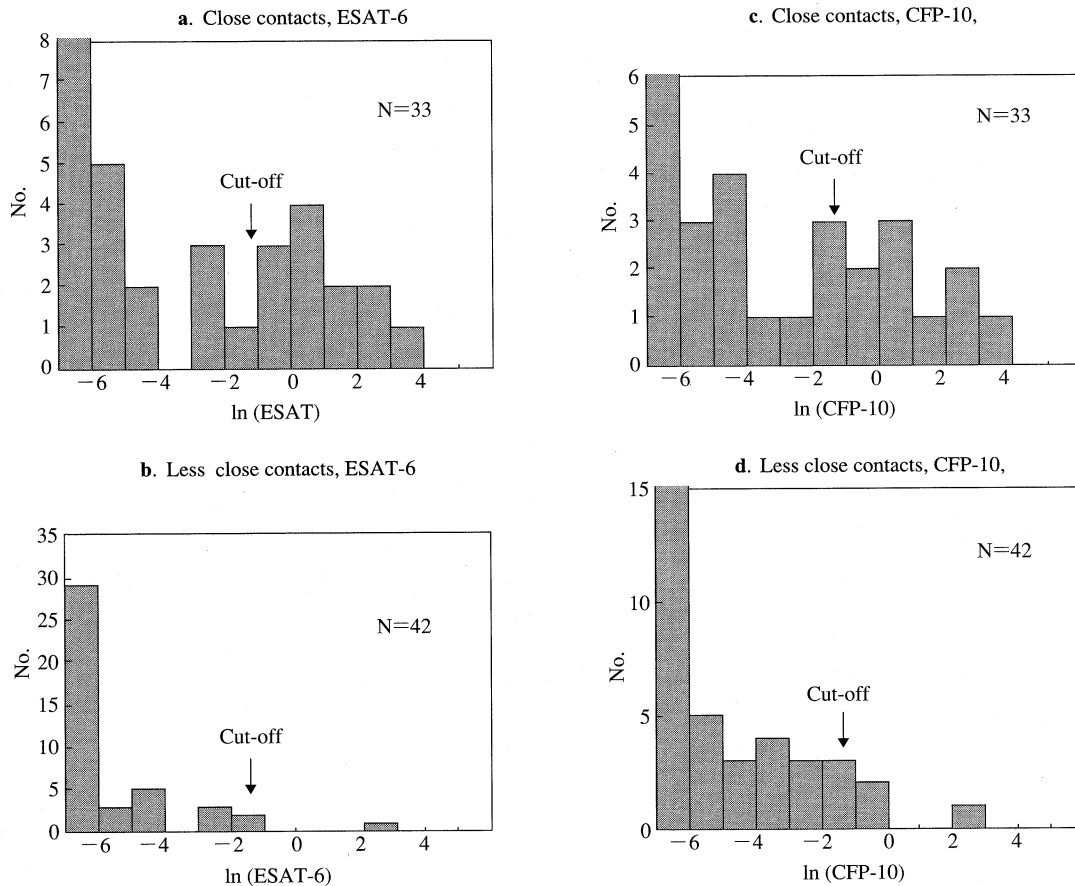 a. Close contacts, ESAT-6
8
7
6
5
4
3
2
1
0
No.
N=33
Cut-off
−6 −4 −2 0 2 4
ln (ESAT)
c. Close contacts, CFP-10,
6
5
4
3
2
1
0
No.
N=33
Cut-off
−6 −4 −2 0 2 4
ln (CFP-10)
b. Less close contacts, ESAT-6
35
30
25
20
15
10
5
0
No.
N=42
Cut-off
−6 −4 −2 0 2 4
ln (ESAT-6)
d. Less close contacts, CFP-10,
15
10
5
0
No.
N=42
Cut-off
−6 −4 −2 0 2 4
ln (CFP-10)